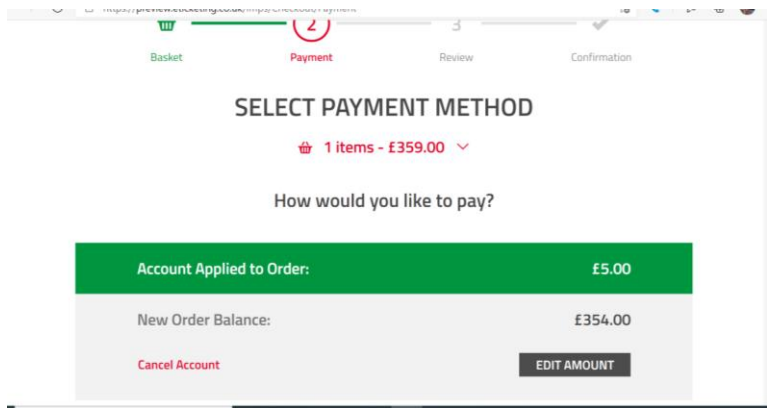 2 3
Basket Payment Review Confirmation
SELECT PAYMENT METHOD
1 items - £359.00
How would you like to pay?
Account Applied to Order: £5.00
New Order Balance: £354.00
Cancel Account EDIT AMOUNT